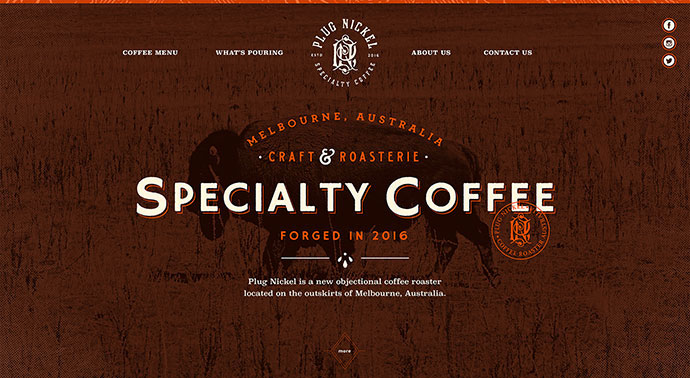 PLUG NICKEL
ESTD 2016
SPECIALTY COFFEE
COFFEE MENU
WHAT'S POURING
ABOUT US
CONTACT US
MELBOURNE, AUSTRALIA
CRAFT & ROASTERIE
SPECIALTY COFFEE
FORGED IN 2016
COFFEE ROASTER
Plug Nickel is a new objectional coffee roaster
located on the outskirts of Melbourne, Australia.
more